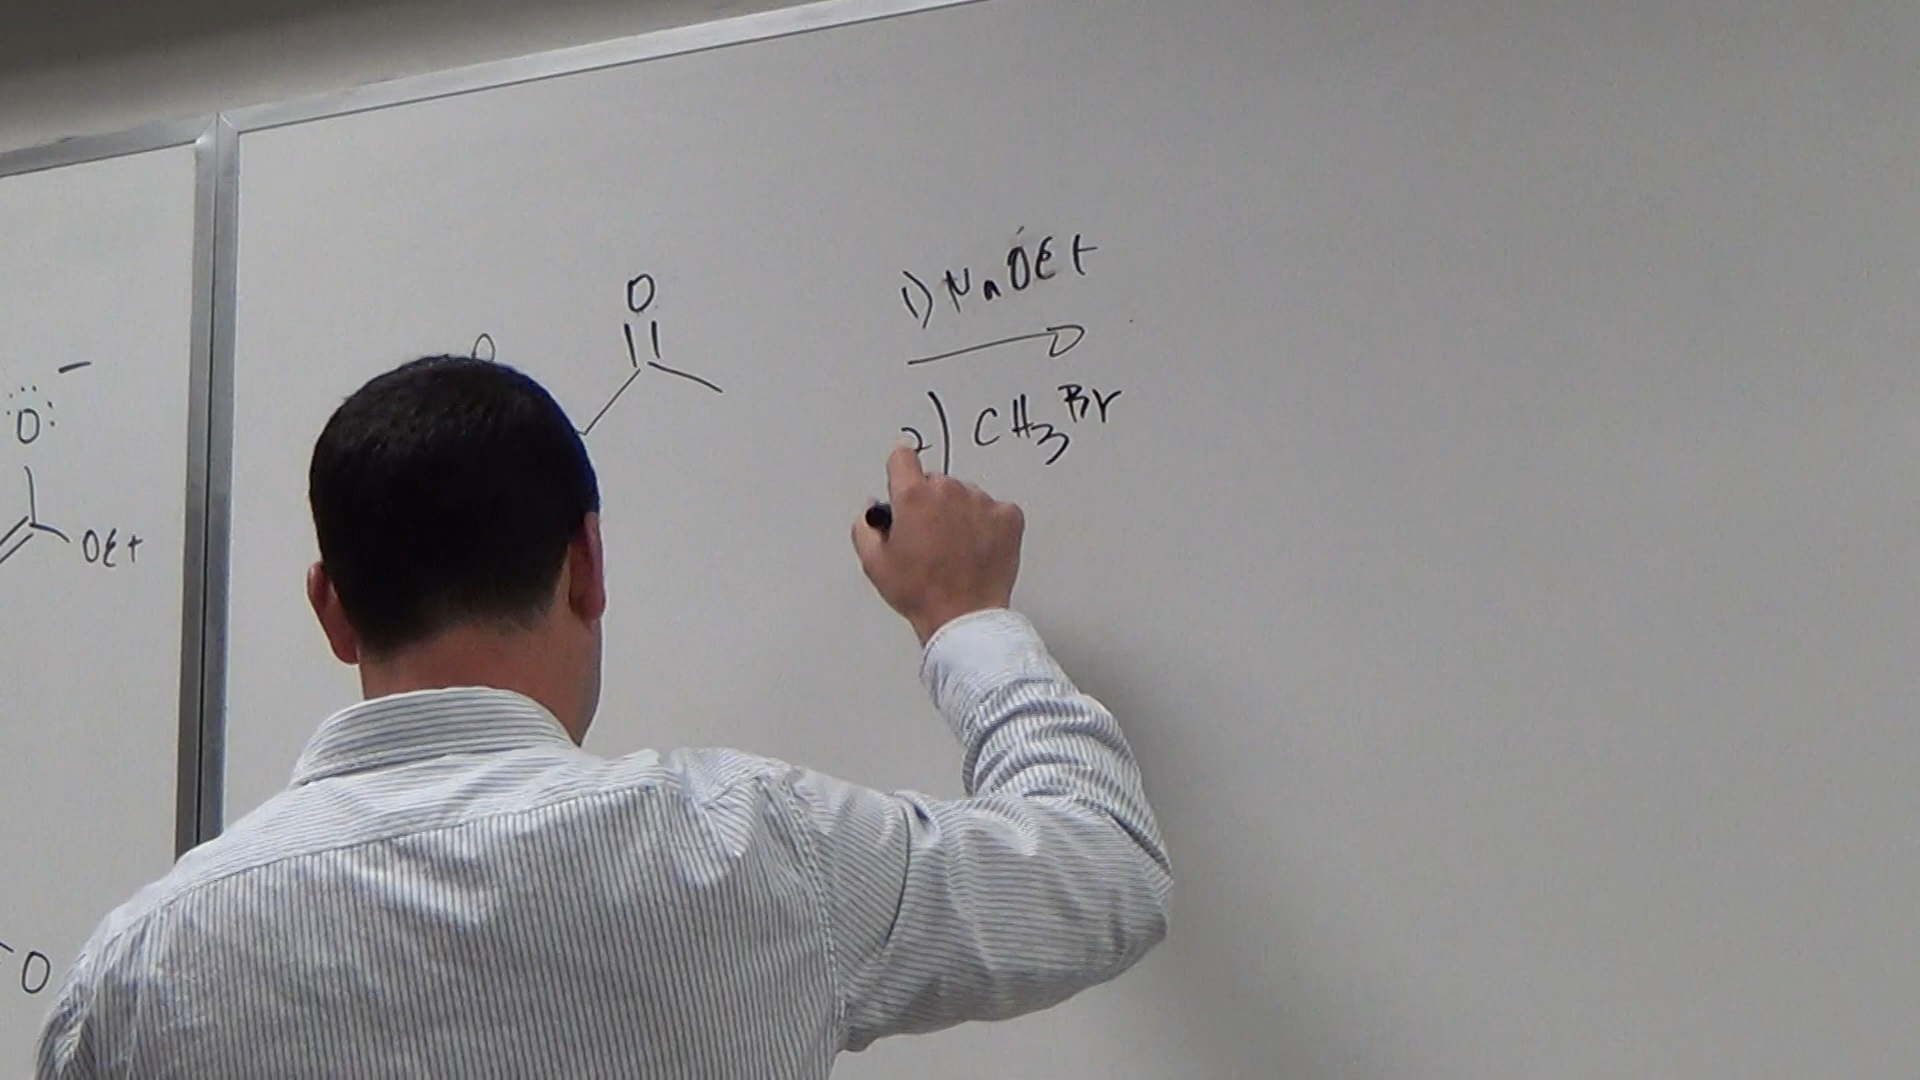 O
O
1) NaOEt
2) CH3Br
:O:
–
OEt
O